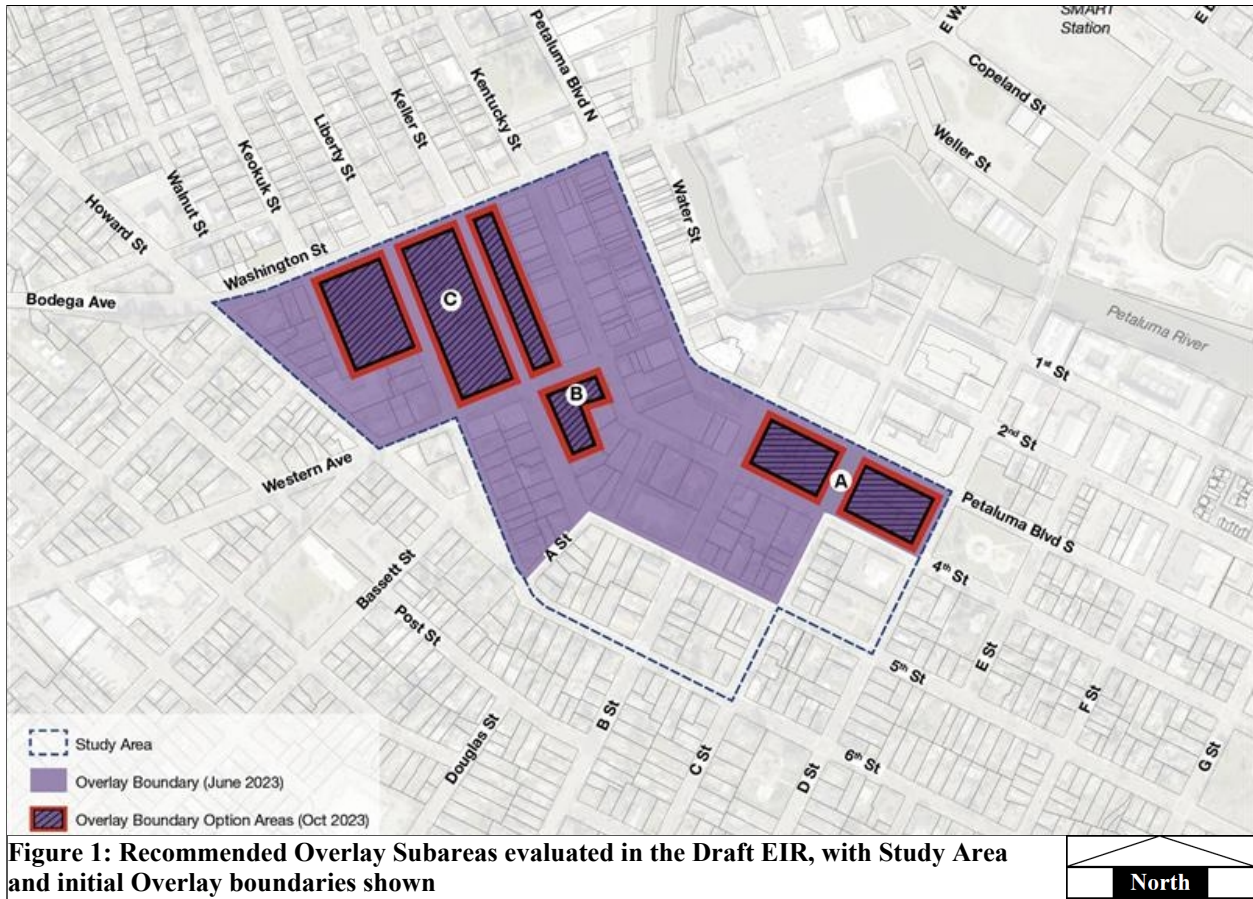 SMART
Station
E Wa
E D
Copeland St
Petaluma Blvd N
Kentucky St
Keller St
Liberty St
Keokuk St
Walnut St
Howard St
Weller St
Water St
Washington St
Bodega Ave
C
B
A
Petaluma River
1st St
2nd St
Petaluma Blvd S
4th St
5th St
6th St
Western Ave
A St
Bassett St
Post St
Douglas St
B St
C St
D St
E St
F St
G St
Study Area
Overlay Boundary (June 2023)
Overlay Boundary Option Areas (Oct 2023)
Figure 1: Recommended Overlay Subareas evaluated in the Draft EIR, with Study Area
and initial Overlay boundaries shown
North